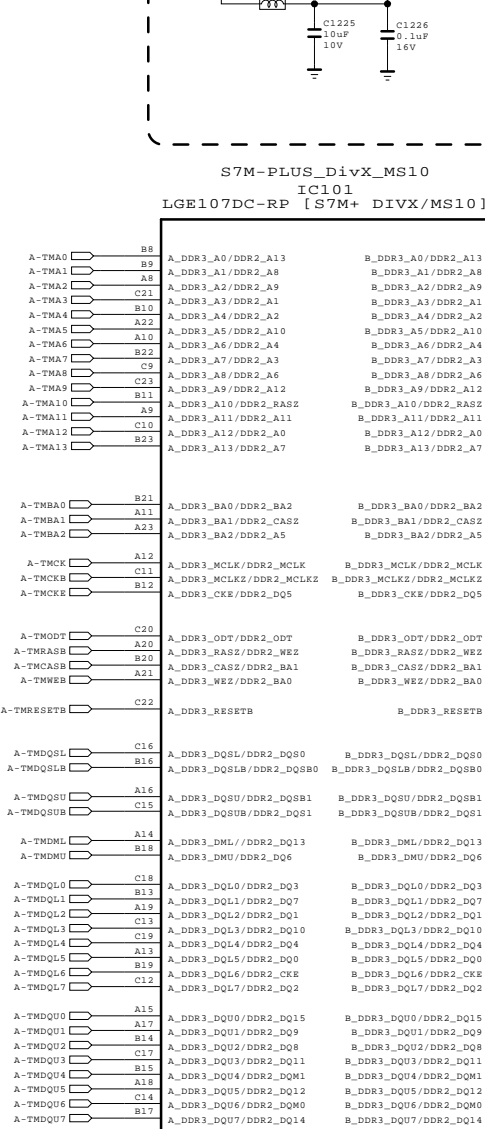 C1225
10uF
10V
C1226
0.1uF
16V
S7M-PLUS_DivX_MS10
IC101
LGE107DC-RP [S7M+ DIVX/MS10]
A-TMA0 B8 A_DDR3_A0/DDR2_A13 B_DDR3_A0/DDR2_A13
A-TMA1 B9 A_DDR3_A1/DDR2_A8 B_DDR3_A1/DDR2_A8
A-TMA2 A8 A_DDR3_A2/DDR2_A9 B_DDR3_A2/DDR2_A9
A-TMA3 C21 A_DDR3_A3/DDR2_A1 B_DDR3_A3/DDR2_A1
A-TMA4 B10 A_DDR3_A4/DDR2_A2 B_DDR3_A4/DDR2_A2
A-TMA5 A22 A_DDR3_A5/DDR2_A10 B_DDR3_A5/DDR2_A10
A-TMA6 A10 A_DDR3_A6/DDR2_A4 B_DDR3_A6/DDR2_A4
A-TMA7 B22 A_DDR3_A7/DDR2_A3 B_DDR3_A7/DDR2_A3
A-TMA8 C9 A_DDR3_A8/DDR2_A6 B_DDR3_A8/DDR2_A6
A-TMA9 C23 A_DDR3_A9/DDR2_A12 B_DDR3_A9/DDR2_A12
A-TMA10 B11 A_DDR3_A10/DDR2_RASZ B_DDR3_A10/DDR2_RASZ
A-TMA11 A9 A_DDR3_A11/DDR2_A11 B_DDR3_A11/DDR2_A11
A-TMA12 C10 A_DDR3_A12/DDR2_A0 B_DDR3_A12/DDR2_A0
A-TMA13 B23 A_DDR3_A13/DDR2_A7 B_DDR3_A13/DDR2_A7
A-TMBA0 B21 A_DDR3_BA0/DDR2_BA2 B_DDR3_BA0/DDR2_BA2
A-TMBA1 A11 A_DDR3_BA1/DDR2_CASZ B_DDR3_BA1/DDR2_CASZ
A-TMBA2 A23 A_DDR3_BA2/DDR2_A5 B_DDR3_BA2/DDR2_A5
A-TMCK A12 A_DDR3_MCLK/DDR2_MCLK B_DDR3_MCLK/DDR2_MCLK
A-TMCKB C11 A_DDR3_MCLKZ/DDR2_MCLKZ B_DDR3_MCLKZ/DDR2_MCLKZ
A-TMCKE B12 A_DDR3_CKE/DDR2_DQ5 B_DDR3_CKE/DDR2_DQ5
A-TMODT C20 A_DDR3_ODT/DDR2_ODT B_DDR3_ODT/DDR2_ODT
A-TMRASB A20 A_DDR3_RASZ/DDR2_WEZ B_DDR3_RASZ/DDR2_WEZ
A-TMCASB B20 A_DDR3_CASZ/DDR2_BA1 B_DDR3_CASZ/DDR2_BA1
A-TMWEB A21 A_DDR3_WEZ/DDR2_BA0 B_DDR3_WEZ/DDR2_BA0
A-TMRESETB C22 A_DDR3_RESETB B_DDR3_RESETB
A-TMDQSL C16 A_DDR3_DQSL/DDR2_DQS0 B_DDR3_DQSL/DDR2_DQS0
A-TMDQSLB B16 A_DDR3_DQSLB/DDR2_DQSB0 B_DDR3_DQSLB/DDR2_DQSB0
A-TMDQSU A16 A_DDR3_DQSU/DDR2_DQSB1 B_DDR3_DQSU/DDR2_DQSB1
A-TMDQSUB C15 A_DDR3_DQSUB/DDR2_DQS1 B_DDR3_DQSUB/DDR2_DQS1
A-TMDML A14 A_DDR3_DML//DDR2_DQ13 B_DDR3_DML/DDR2_DQ13
A-TMDMU B18 A_DDR3_DMU/DDR2_DQ6 B_DDR3_DMU/DDR2_DQ6
A-TMDQL0 C18 A_DDR3_DQL0/DDR2_DQ3 B_DDR3_DQL0/DDR2_DQ3
A-TMDQL1 B13 A_DDR3_DQL1/DDR2_DQ7 B_DDR3_DQL1/DDR2_DQ7
A-TMDQL2 A19 A_DDR3_DQL2/DDR2_DQ1 B_DDR3_DQL2/DDR2_DQ1
A-TMDQL3 C13 A_DDR3_DQL3/DDR2_DQ10 B_DDR3_DQL3/DDR2_DQ10
A-TMDQL4 C19 A_DDR3_DQL4/DDR2_DQ4 B_DDR3_DQL4/DDR2_DQ4
A-TMDQL5 A13 A_DDR3_DQL5/DDR2_DQ0 B_DDR3_DQL5/DDR2_DQ0
A-TMDQL6 B19 A_DDR3_DQL6/DDR2_CKE B_DDR3_DQL6/DDR2_CKE
A-TMDQL7 C12 A_DDR3_DQL7/DDR2_DQ2 B_DDR3_DQL7/DDR2_DQ2
A-TMDQU0 A15 A_DDR3_DQU0/DDR2_DQ15 B_DDR3_DQU0/DDR2_DQ15
A-TMDQU1 A17 A_DDR3_DQU1/DDR2_DQ9 B_DDR3_DQU1/DDR2_DQ9
A-TMDQU2 B14 A_DDR3_DQU2/DDR2_DQ8 B_DDR3_DQU2/DDR2_DQ8
A-TMDQU3 C17 A_DDR3_DQU3/DDR2_DQ11 B_DDR3_DQU3/DDR2_DQ11
A-TMDQU4 B15 A_DDR3_DQU4/DDR2_DQM1 B_DDR3_DQU4/DDR2_DQM1
A-TMDQU5 A18 A_DDR3_DQU5/DDR2_DQ12 B_DDR3_DQU5/DDR2_DQ12
A-TMDQU6 C14 A_DDR3_DQU6/DDR2_DQM0 B_DDR3_DQU6/DDR2_DQM0
A-TMDQU7 B17 A_DDR3_DQU7/DDR2_DQ14 B_DDR3_DQU7/DDR2_DQ14